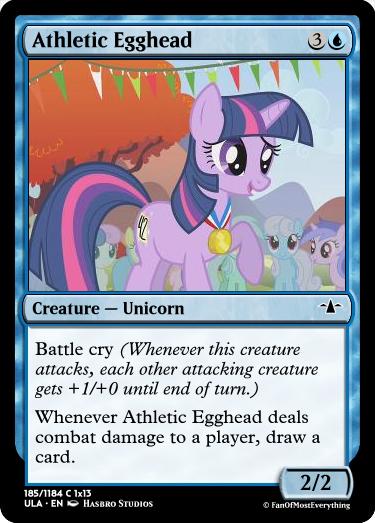 Athletic Egghead 3
42
Creature — Unicorn
Battle cry (Whenever this creature
attacks, each other attacking creature
gets +1/+0 until end of turn.)
Whenever Athletic Egghead deals
combat damage to a player, draw a
card.
2/2
185/1184 C 1x13
ULA • EN Hasbro Studios
© FanOfMostEverything